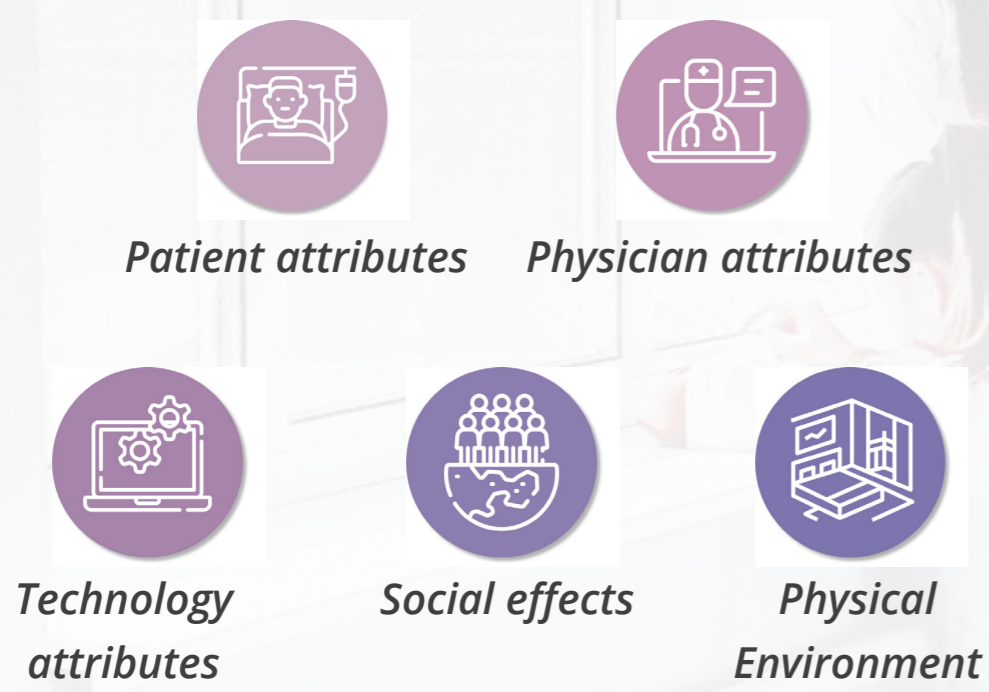 Patient attributes
Physician attributes
Technology
attributes
Social effects
Physical
Environment